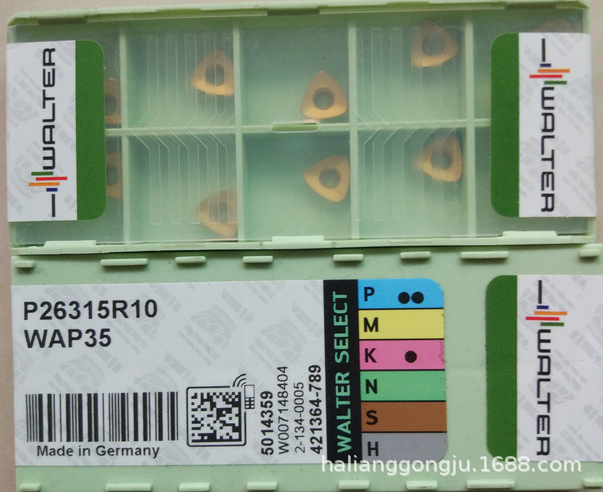 WALTER
WALTER
P26315R10
WAP35
Made in Germany
5014359
W007148404
2-134-0005
421364-789
WALTER SELECT
P
M
K
N
S
H
WALTER
halianggongju.1688.com